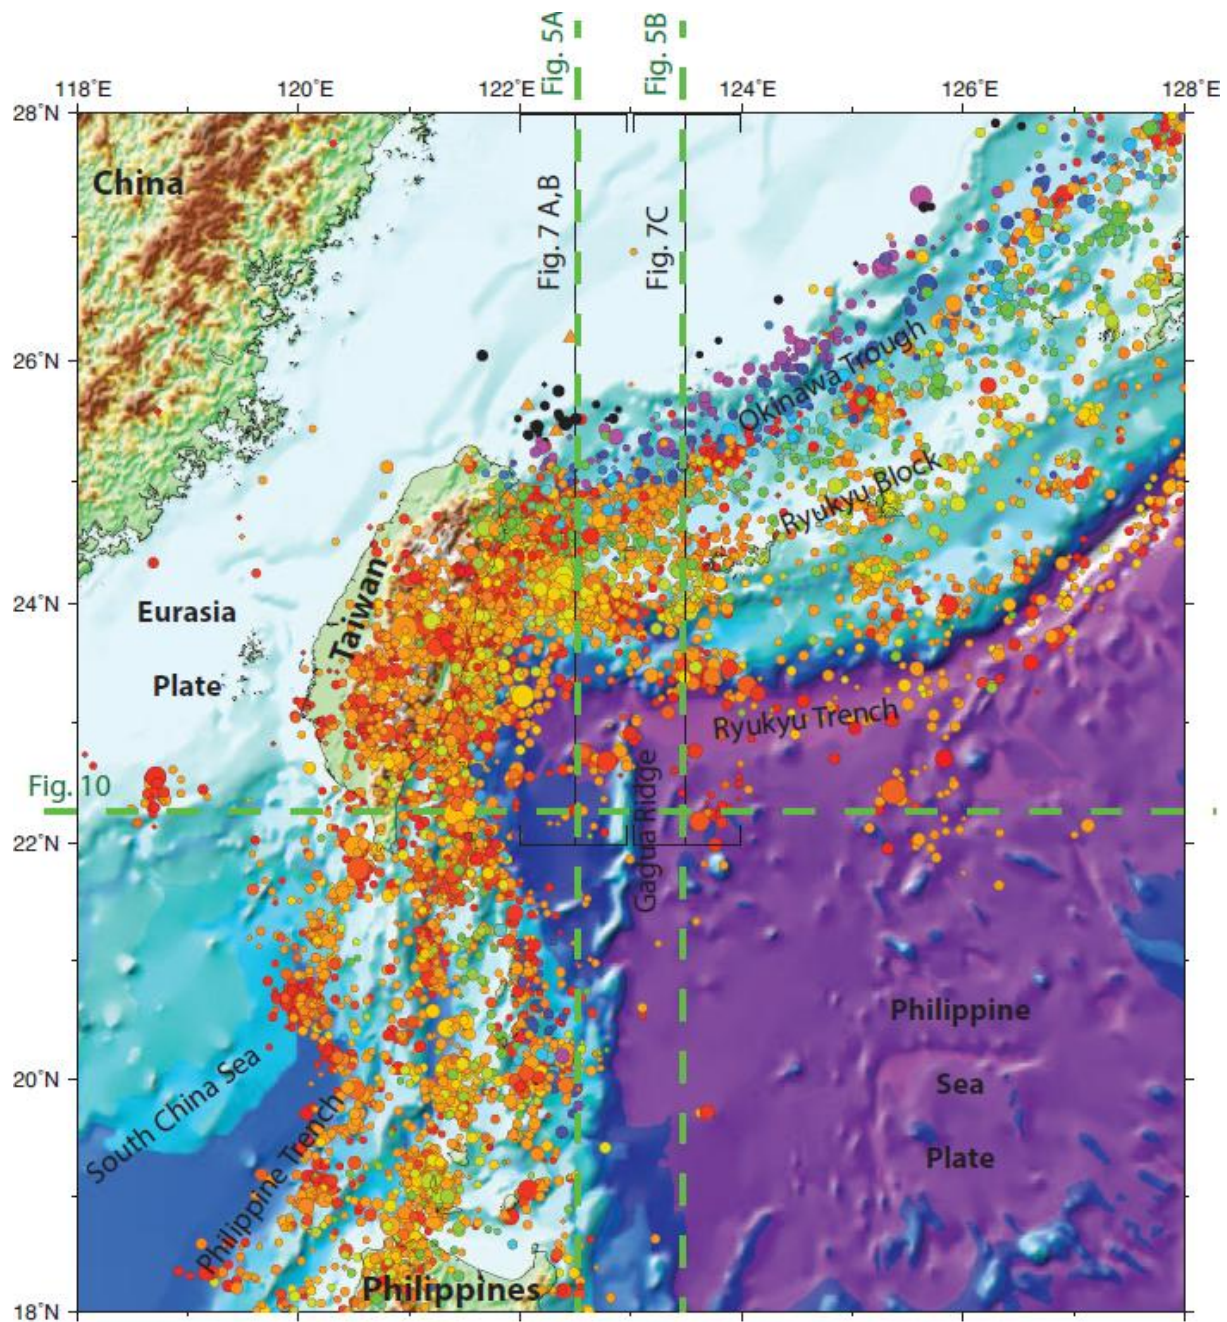 Fig. 5A
Fig. 5B
118°E
120°E
122°E
124°E
126°E
128°E
28°N
China
Fig. 7 A,B
Fig. 7C
26°N
Okinawa Trough
Ryukyu Block
24°N
Eurasia
Plate
Taiwan
Ryukyu Trench
Fig. 10
Gagua Ridge
22°N
Philippine
Sea
Plate
20°N
South China Sea
Philippine Trench
Philippines
18°N